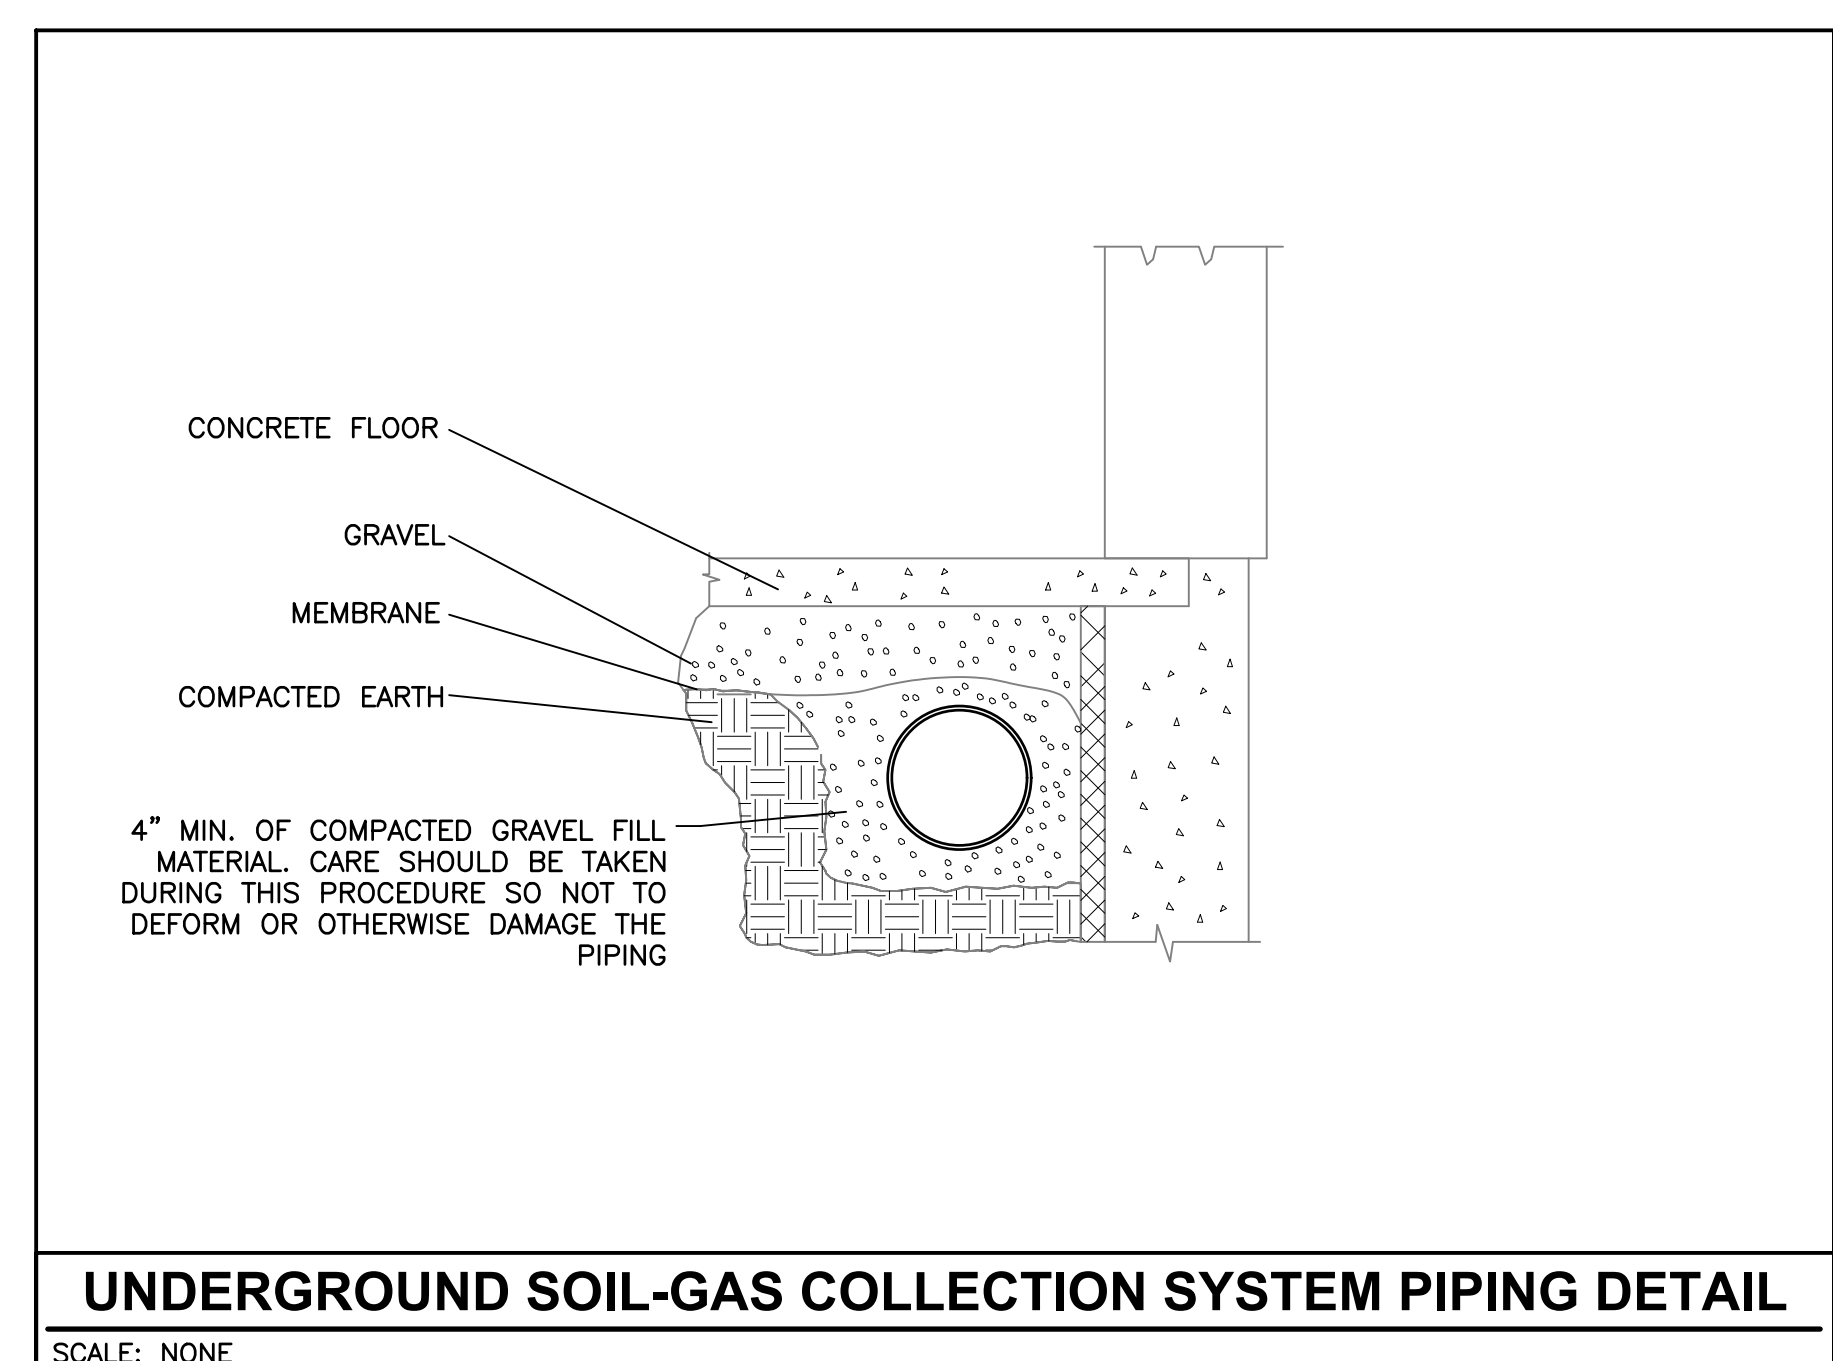 CONCRETE FLOOR
GRAVEL
MEMBRANE
COMPACTED EARTH
4" MIN. OF COMPACTED GRAVEL FILL
MATERIAL. CARE SHOULD BE TAKEN
DURING THIS PROCEDURE SO NOT TO
DEFORM OR OTHERWISE DAMAGE THE
PIPING
UNDERGROUND SOIL-GAS COLLECTION SYSTEM PIPING DETAIL
SCALE: NONE